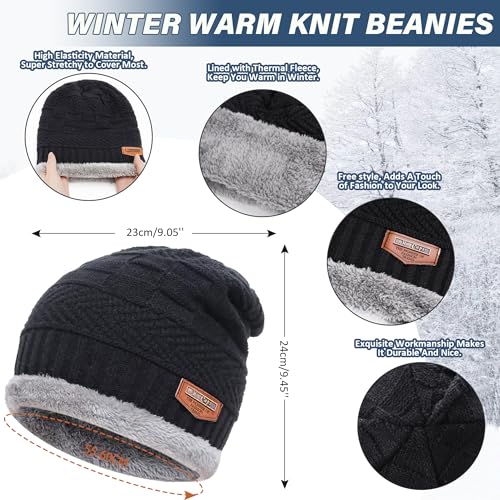 WINTER WARM KNIT BEANIES
High Elasticity Material,
Super Stretchy to Cover Most.
Lined with Thermal Fleece,
Keep You Warm in Winter.
Free style, Adds A Touch
of Fashion to Your Look.
23cm/9.05''
24cm/9.45''
Exquisite Workmanship Makes
It Durable And Nice.
55-60CM